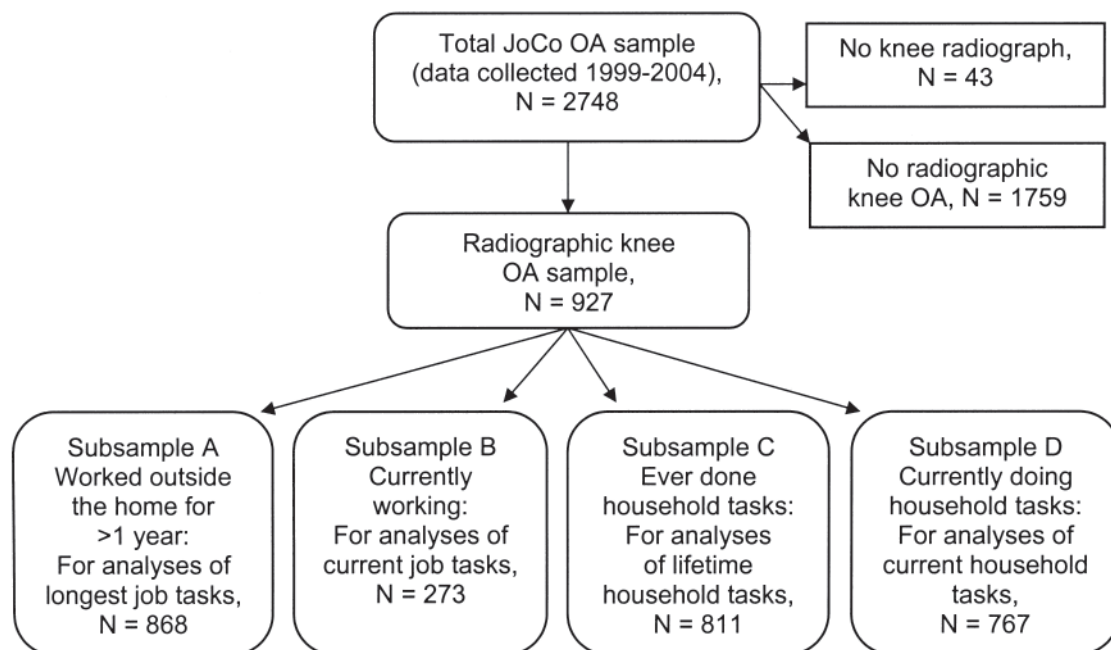 Total JoCo OA sample
(data collected 1999-2004),
N = 2748
No knee radiograph,
N = 43
No radiographic
knee OA, N = 1759
Radiographic knee
OA sample,
N = 927
Subsample A
Worked outside
the home for
>1 year:
For analyses of
longest job tasks,
N = 868
Subsample B
Currently
working:
For analyses of
current job tasks,
N = 273
Subsample C
Ever done
household tasks:
For analyses
of lifetime
household tasks,
N = 811
Subsample D
Currently doing
household tasks:
For analyses of
current household
tasks,
N = 767